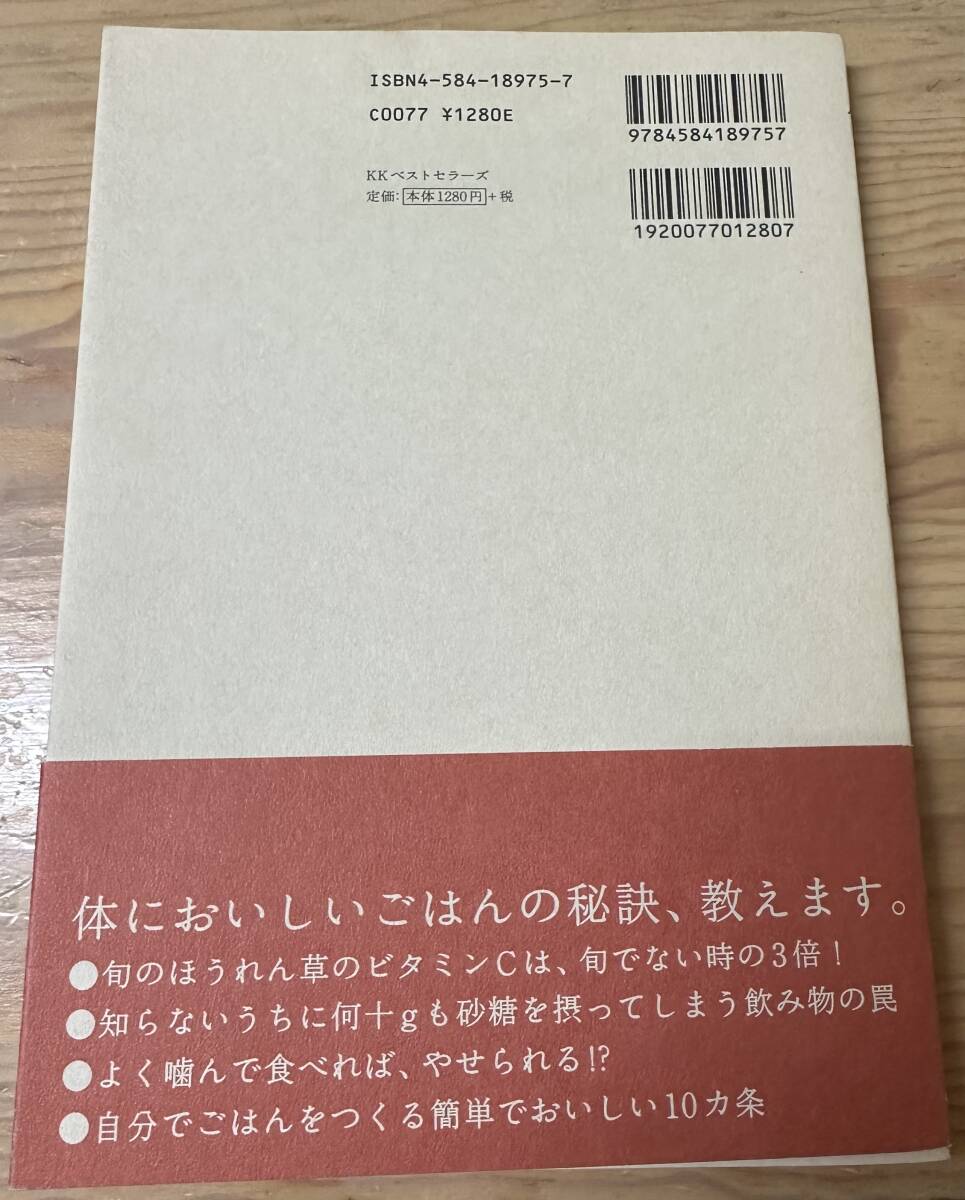 ISBN4-584-18975-7
C0077 ¥1280E
9784584189757
KKベストセラーズ
定価:本体1280円+税
1920077012807
体においしいごはんの秘訣、教えます。
●旬のほうれん草のビタミンCは、旬でない時の3倍!
●知らないうちに何十gも砂糖を摂ってしまう飲み物の罠
●よく噛んで食べれば、やせられる!?
●自分でごはんをつくる簡単でおいしい10カ条